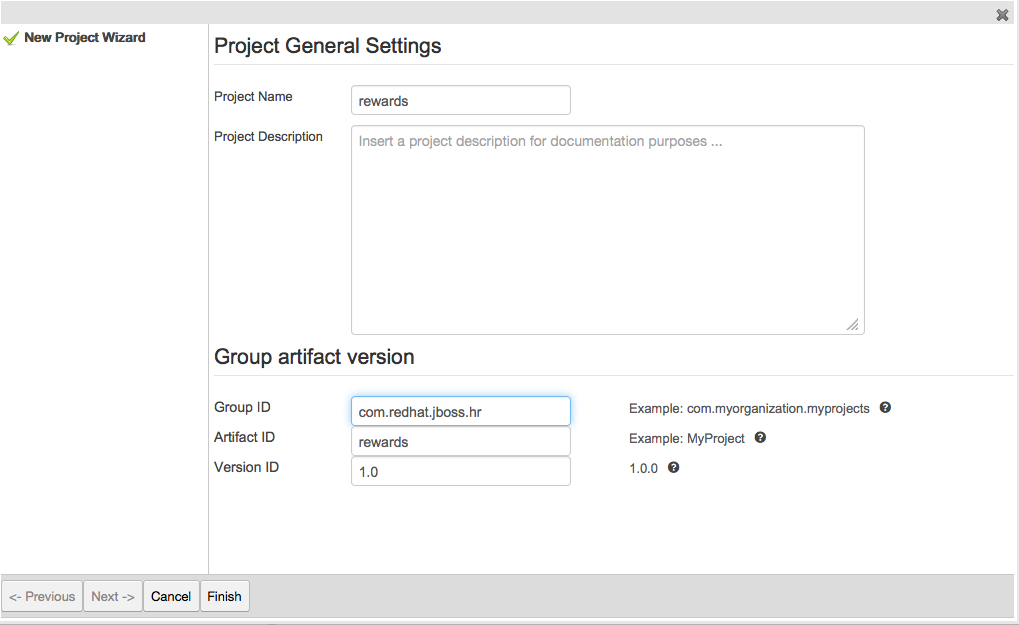 New Project Wizard
Project General Settings
Project Name
rewards
Project Description
Insert a project description for documentation purposes ...
Group artifact version
Group ID
com.redhat.jboss.hr
Example: com.myorganization.myprojects
Artifact ID
rewards
Example: MyProject
Version ID
1.0
1.0.0
<- Previous
Next ->
Cancel
Finish